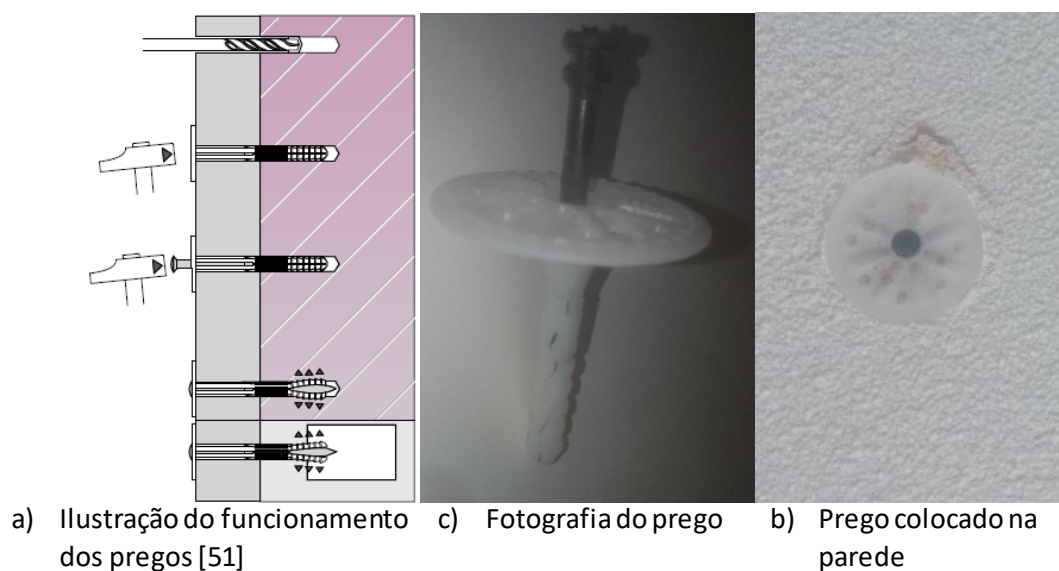 a) Ilustração do funcionamento
dos pregos [51]
c) Fotografia do prego
b) Prego colocado na
parede